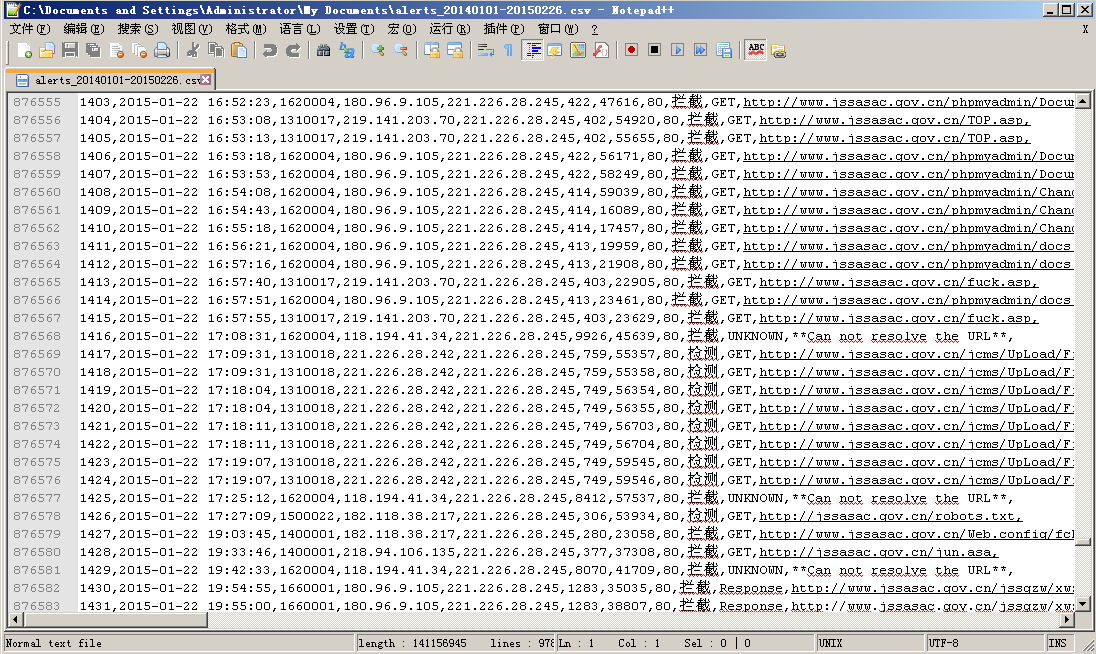 C:\Documents and Settings\Administrator\My Documents\alerts_20140101-20150226.csv - Notepad++
文件(F) 编辑(E) 搜索(S) 视图(V) 格式(M) 语言(L) 设置(T) 宏(O) 运行(R) 插件(P) 窗口(W) ? X
alerts_20140101-20150226.csv
876555 1403,2015-01-22 16:52:23,1620004,180.96.9.105,221.226.28.245,422,47616,80,拦截,GET,http://www.jssasac.gov.cn/phpmyadmin/Docum
876556 1404,2015-01-22 16:53:08,1310017,219.141.203.70,221.226.28.245,402,54920,80,拦截,GET,http://www.jssasac.gov.cn/TOP.asp,
876557 1405,2015-01-22 16:53:13,1310017,219.141.203.70,221.226.28.245,402,55655,80,拦截,GET,http://www.jssasac.gov.cn/TOP.asp,
876558 1406,2015-01-22 16:53:18,1620004,180.96.9.105,221.226.28.245,422,56171,80,拦截,GET,http://www.jssasac.gov.cn/phpmyadmin/Docum
876559 1407,2015-01-22 16:53:53,1620004,180.96.9.105,221.226.28.245,422,58249,80,拦截,GET,http://www.jssasac.gov.cn/phpmyadmin/Docum
876560 1408,2015-01-22 16:54:08,1620004,180.96.9.105,221.226.28.245,414,59039,80,拦截,GET,http://www.jssasac.gov.cn/phpmyadmin/Chang
876561 1409,2015-01-22 16:54:43,1620004,180.96.9.105,221.226.28.245,414,16089,80,拦截,GET,http://www.jssasac.gov.cn/phpmyadmin/Chang
876562 1410,2015-01-22 16:55:18,1620004,180.96.9.105,221.226.28.245,414,17457,80,拦截,GET,http://www.jssasac.gov.cn/phpmyadmin/Chang
876563 1411,2015-01-22 16:56:21,1620004,180.96.9.105,221.226.28.245,413,19959,80,拦截,GET,http://www.jssasac.gov.cn/phpmyadmin/docs
876564 1412,2015-01-22 16:57:16,1620004,180.96.9.105,221.226.28.245,413,21908,80,拦截,GET,http://www.jssasac.gov.cn/phpmyadmin/docs
876565 1413,2015-01-22 16:57:40,1310017,219.141.203.70,221.226.28.245,403,22905,80,拦截,GET,http://www.jssasac.gov.cn/fuck.asp,
876566 1414,2015-01-22 16:57:51,1620004,180.96.9.105,221.226.28.245,413,23461,80,拦截,GET,http://www.jssasac.gov.cn/phpmyadmin/docs
876567 1415,2015-01-22 16:57:55,1310017,219.141.203.70,221.226.28.245,403,23629,80,拦截,GET,http://www.jssasac.gov.cn/fuck.asp,
876568 1416,2015-01-22 17:08:31,1620004,118.194.41.34,221.226.28.245,9926,45639,80,拦截,UNKNOWN,**Can not resolve the URL**,
876569 1417,2015-01-22 17:09:31,1310018,221.226.28.242,221.226.28.245,759,55357,80,检测,GET,http://www.jssasac.gov.cn/jcms/UpLoad/Fi
876570 1418,2015-01-22 17:09:31,1310018,221.226.28.242,221.226.28.245,759,55358,80,检测,GET,http://www.jssasac.gov.cn/jcms/UpLoad/Fi
876571 1419,2015-01-22 17:18:04,1310018,221.226.28.242,221.226.28.245,749,56354,80,检测,GET,http://www.jssasac.gov.cn/jcms/UpLoad/Fi
876572 1420,2015-01-22 17:18:04,1310018,221.226.28.242,221.226.28.245,749,56355,80,检测,GET,http://www.jssasac.gov.cn/jcms/UpLoad/Fi
876573 1421,2015-01-22 17:18:11,1310018,221.226.28.242,221.226.28.245,749,56703,80,检测,GET,http://www.jssasac.gov.cn/jcms/UpLoad/Fi
876574 1422,2015-01-22 17:18:11,1310018,221.226.28.242,221.226.28.245,749,56704,80,检测,GET,http://www.jssasac.gov.cn/jcms/UpLoad/Fi
876575 1423,2015-01-22 17:19:07,1310018,221.226.28.242,221.226.28.245,749,59545,80,检测,GET,http://www.jssasac.gov.cn/jcms/UpLoad/Fi
876576 1424,2015-01-22 17:19:07,1310018,221.226.28.242,221.226.28.245,749,59546,80,检测,GET,http://www.jssasac.gov.cn/jcms/UpLoad/Fi
876577 1425,2015-01-22 17:25:12,1620004,118.194.41.34,221.226.28.245,8412,57537,80,拦截,UNKNOWN,**Can not resolve the URL**,
876578 1426,2015-01-22 17:27:09,1500022,182.118.38.217,221.226.28.245,306,53934,80,检测,GET,http://jssasac.gov.cn/robots.txt,
876579 1427,2015-01-22 19:03:45,1400001,182.118.38.217,221.226.28.245,280,23058,80,拦截,GET,http://www.jssasac.gov.cn/Web.config/fck
876580 1428,2015-01-22 19:33:46,1400001,218.94.106.135,221.226.28.245,377,37308,80,拦截,GET,http://jssasac.gov.cn/jun.asa,
876581 1429,2015-01-22 19:42:33,1620004,118.194.41.34,221.226.28.245,8070,41709,80,拦截,UNKNOWN,**Can not resolve the URL**,
876582 1430,2015-01-22 19:54:55,1660001,180.96.9.105,221.226.28.245,1283,35035,80,拦截,Response,http://www.jssasac.gov.cn/jssgzw/xw:
876583 1431,2015-01-22 19:55:00,1660001,180.96.9.105,221.226.28.245,1283,38807,80,拦截,Response,http://www.jssasac.gov.cn/jssgzw/xw:
Normal text file length : 141156945 lines : 978 Ln : 1 Col : 1 Sel : 0 | 0 UNIX UTF-8 INS